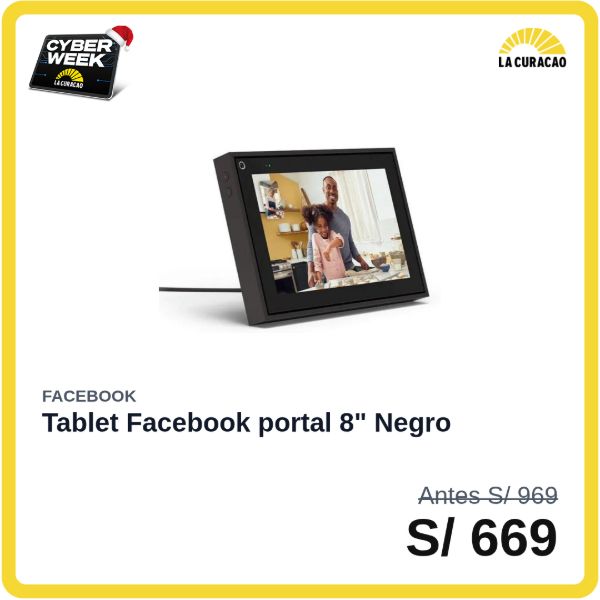 CYBER
WEEK
LA CURACAO
LA CURACAO
FACEBOOK
Tablet Facebook portal 8" Negro
Antes S/ 969
S/ 669